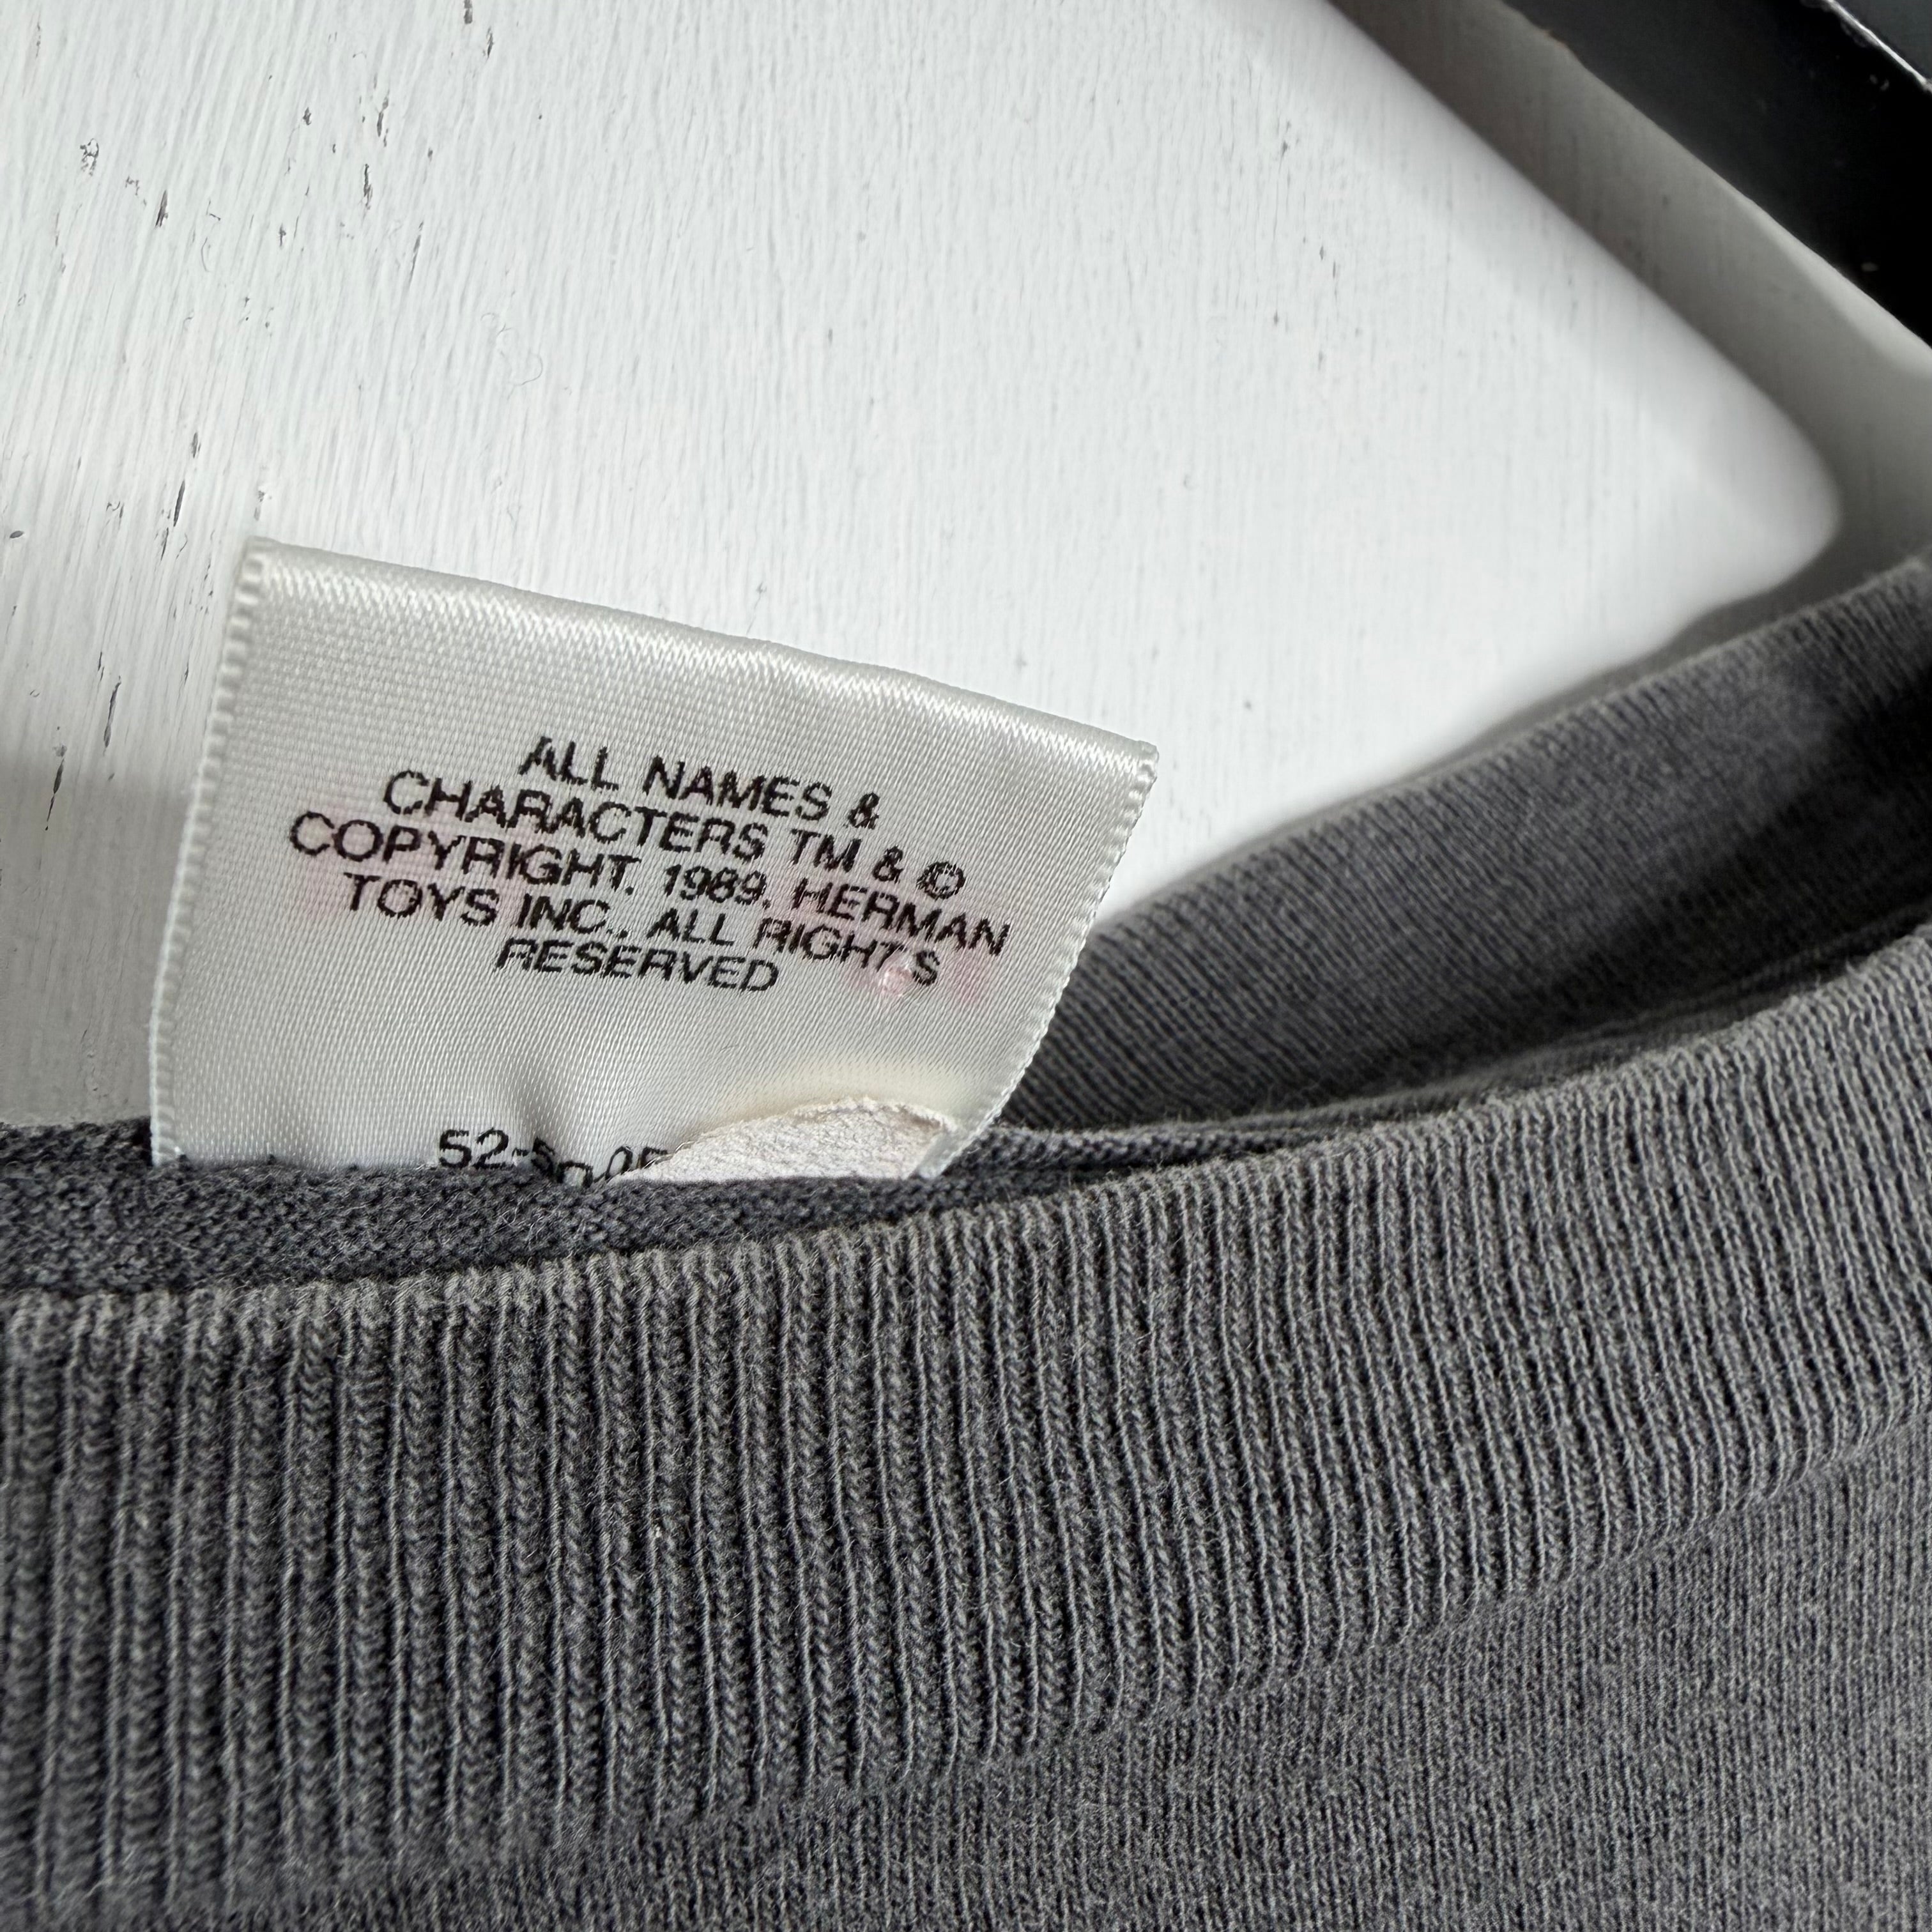 ALL NAMES &
CHARACTERS TM & ©
COPYRIGHT. 1989, HERMAN
TOYS INC., ALL RIGHTS
RESERVED